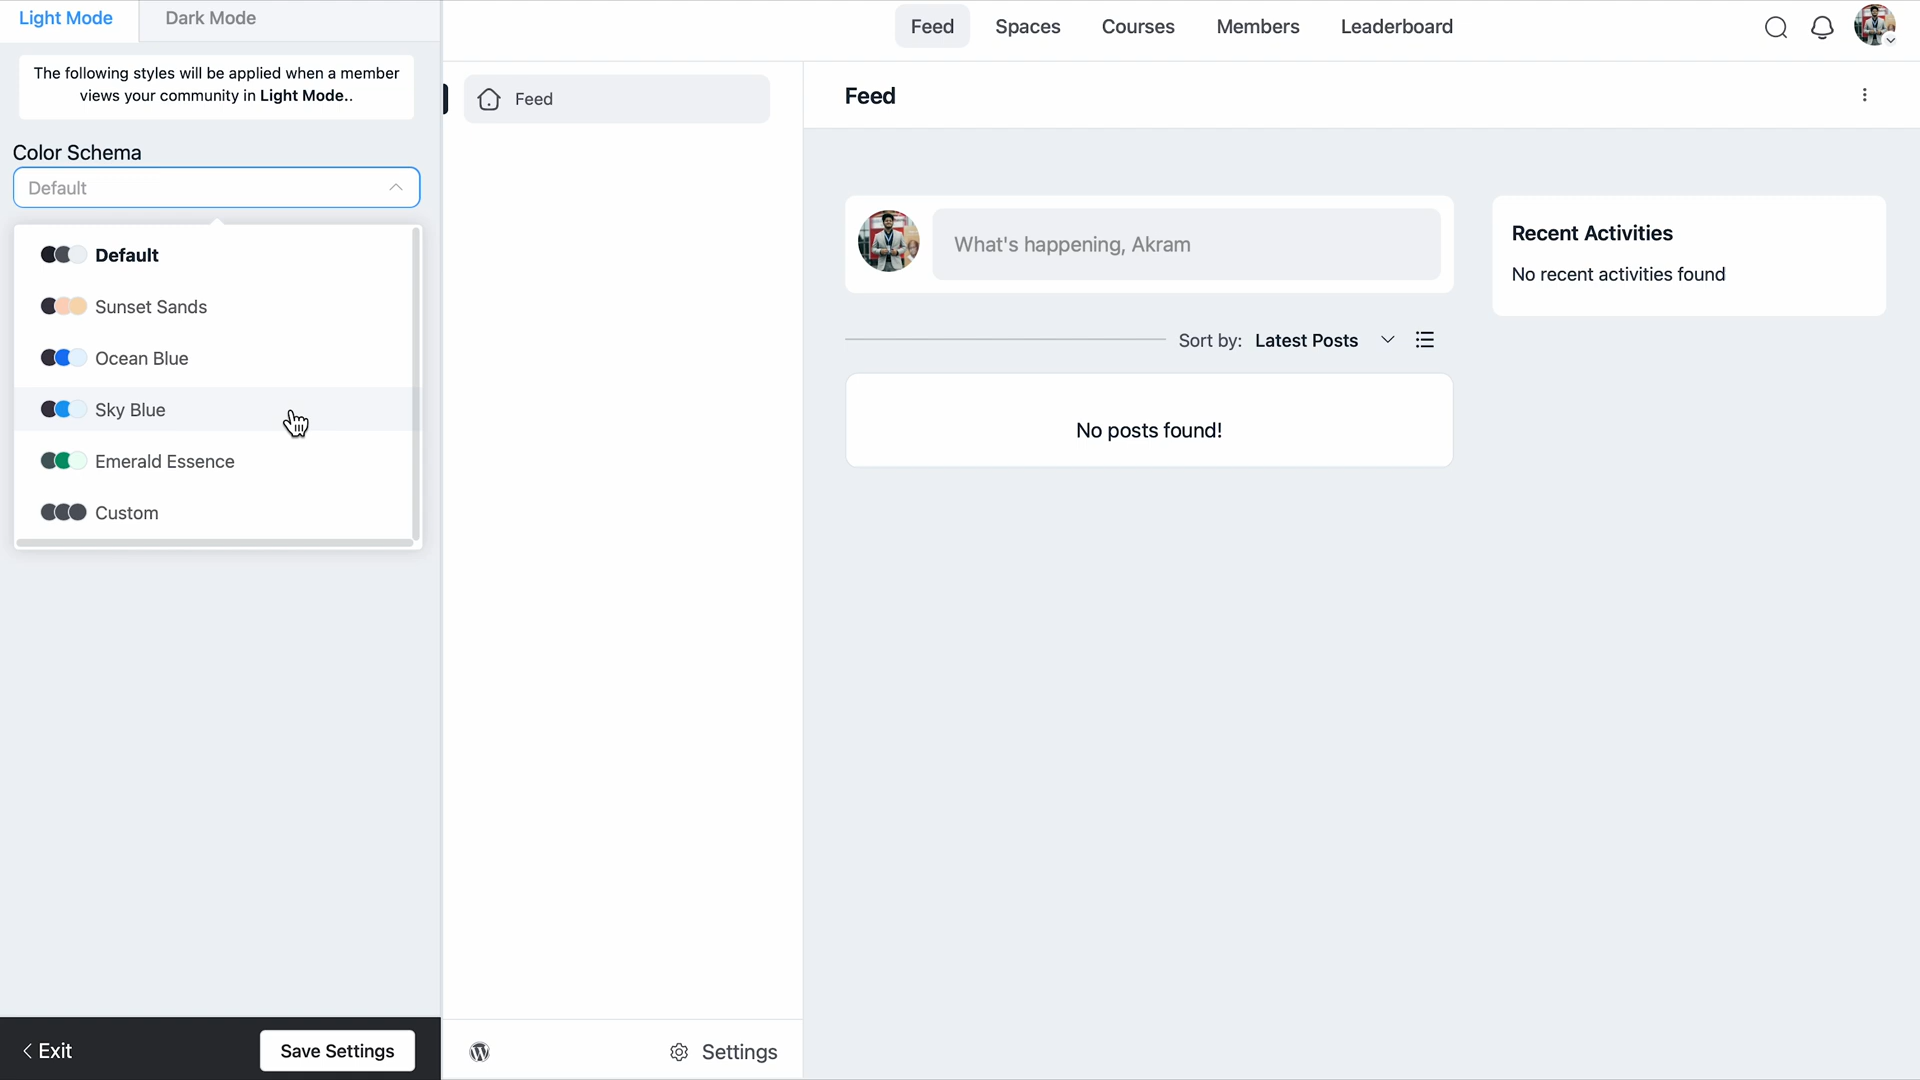 Light Mode
Dark Mode
The following styles will be applied when a member
views your community in Light Mode..
Color Schema
Default
Default
Sunset Sands
Ocean Blue
Sky Blue
Emerald Essence
Custom
Exit
Save Settings
Feed
Spaces
Courses
Members
Leaderboard
Feed
Settings
Feed
What's happening, Akram
Sort by: Latest Posts
No posts found!
Recent Activities
No recent activities found